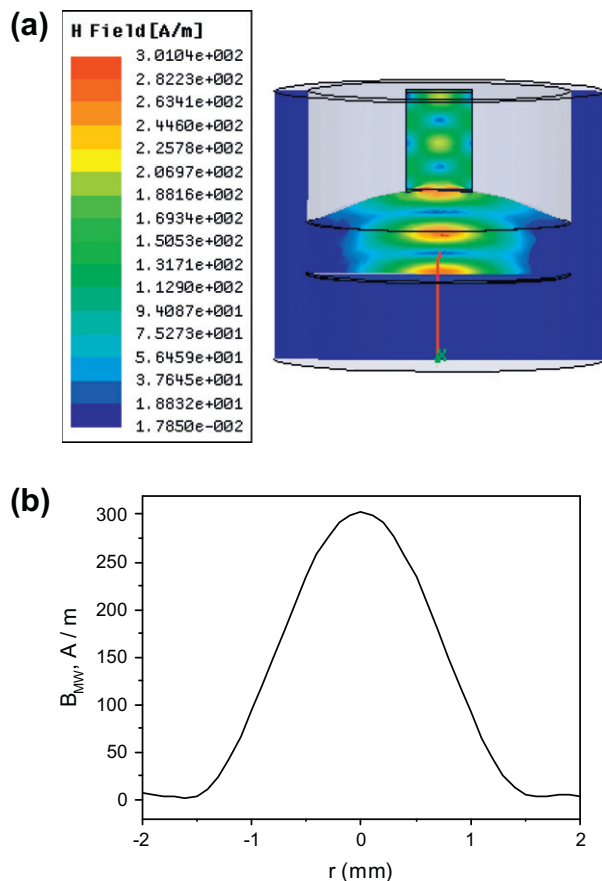 (a)
H Field[A/m]
3.0104e+002
2.8223e+002
2.6341e+002
2.4460e+002
2.2578e+002
2.0697e+002
1.8816e+002
1.6934e+002
1.5053e+002
1.3171e+002
1.1290e+002
9.4087e+001
7.5273e+001
5.6459e+001
3.7645e+001
1.8832e+001
1.7850e-002
(b)
300
250
200
150
100
50
0
B_MW, A / m
-2 -1 0 1 2
r (mm)